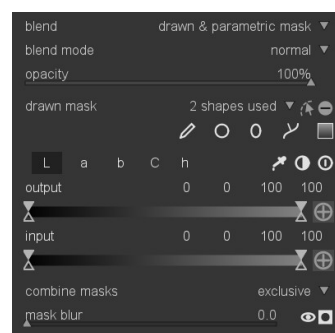 blend drawn & parametric mask
blend mode normal
opacity 100%
drawn mask 2 shapes used
L a b C h
output 0 0 100 100
input 0 0 100 100
combine masks exclusive
mask blur 0.0